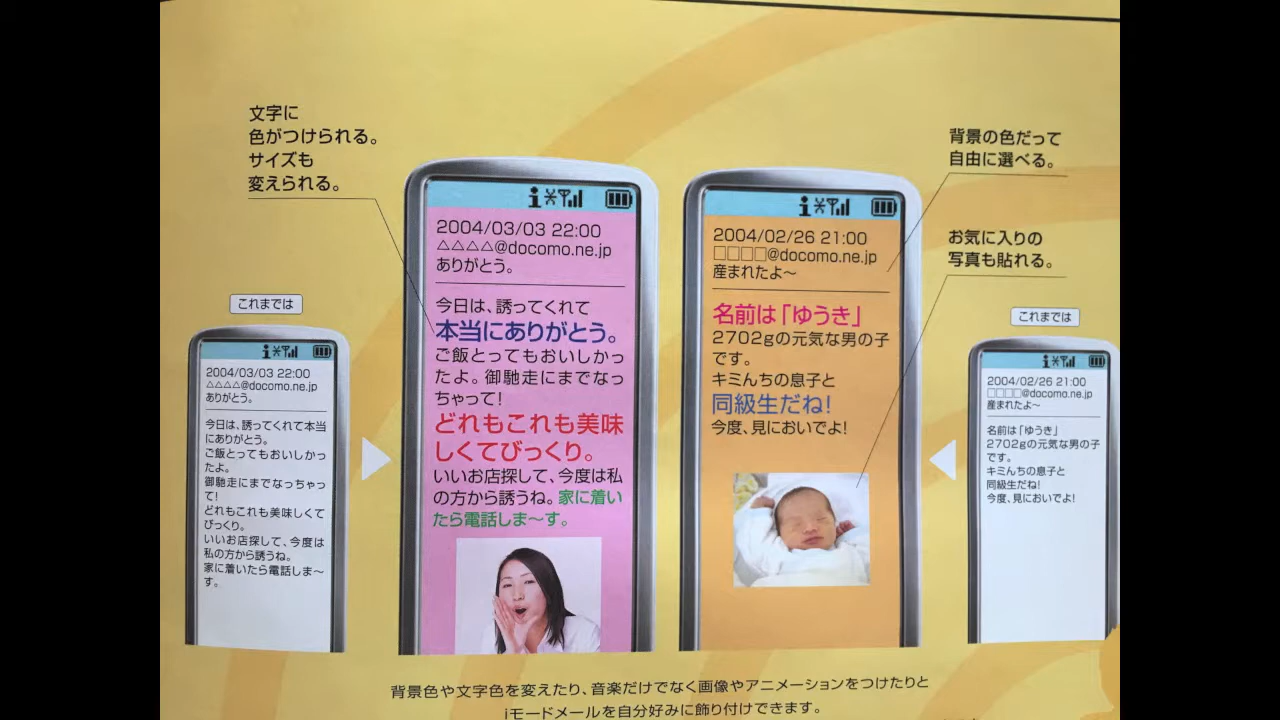 文字に
色がつけられる。
サイズも
変えられる。
これまでは
2004/03/03 22:00
△△△△@docomo.ne.jp
ありがとう。
今日は、誘ってくれて本当
にありがとう。
ご飯とってもおいしかっ
たよ。
御馳走にまでなっちゃっ
て!
どれもこれも美味しくて
びっくり。
いいお店探して、今度は
私の方から誘うね。
家に着いたら電話しま〜
す。
2004/03/03 22:00
△△△△@docomo.ne.jp
ありがとう。
今日は、誘ってくれて
本当にありがとう。
ご飯とってもおいしかっ
たよ。御馳走にまでなっ
ちゃって!
どれもこれも美味
しくてびっくり。
いいお店探して、今度は私
の方から誘うね。家に着い
たら電話しま〜す。
背景の色だって
自由に選べる。
お気に入りの
写真も貼れる。
2004/02/26 21:00
□□□□@docomo.ne.jp
産まれたよ〜
名前は「ゆうき」
2702gの元気な男の子
です。
キミんちの息子と
同級生だね!
今度、見においでよ!
これまでは
2004/02/26 21:00
□□□□@docomo.ne.jp
産まれたよ〜
名前は「ゆうき」
2702gの元気な男の子
です。
キミんちの息子と
同級生だね!
今度、見においでよ!
背景色や文字色を変えたり、音楽だけでなく画像やアニメーションをつけたりと
iモードメールを自分好みに飾り付けできます。